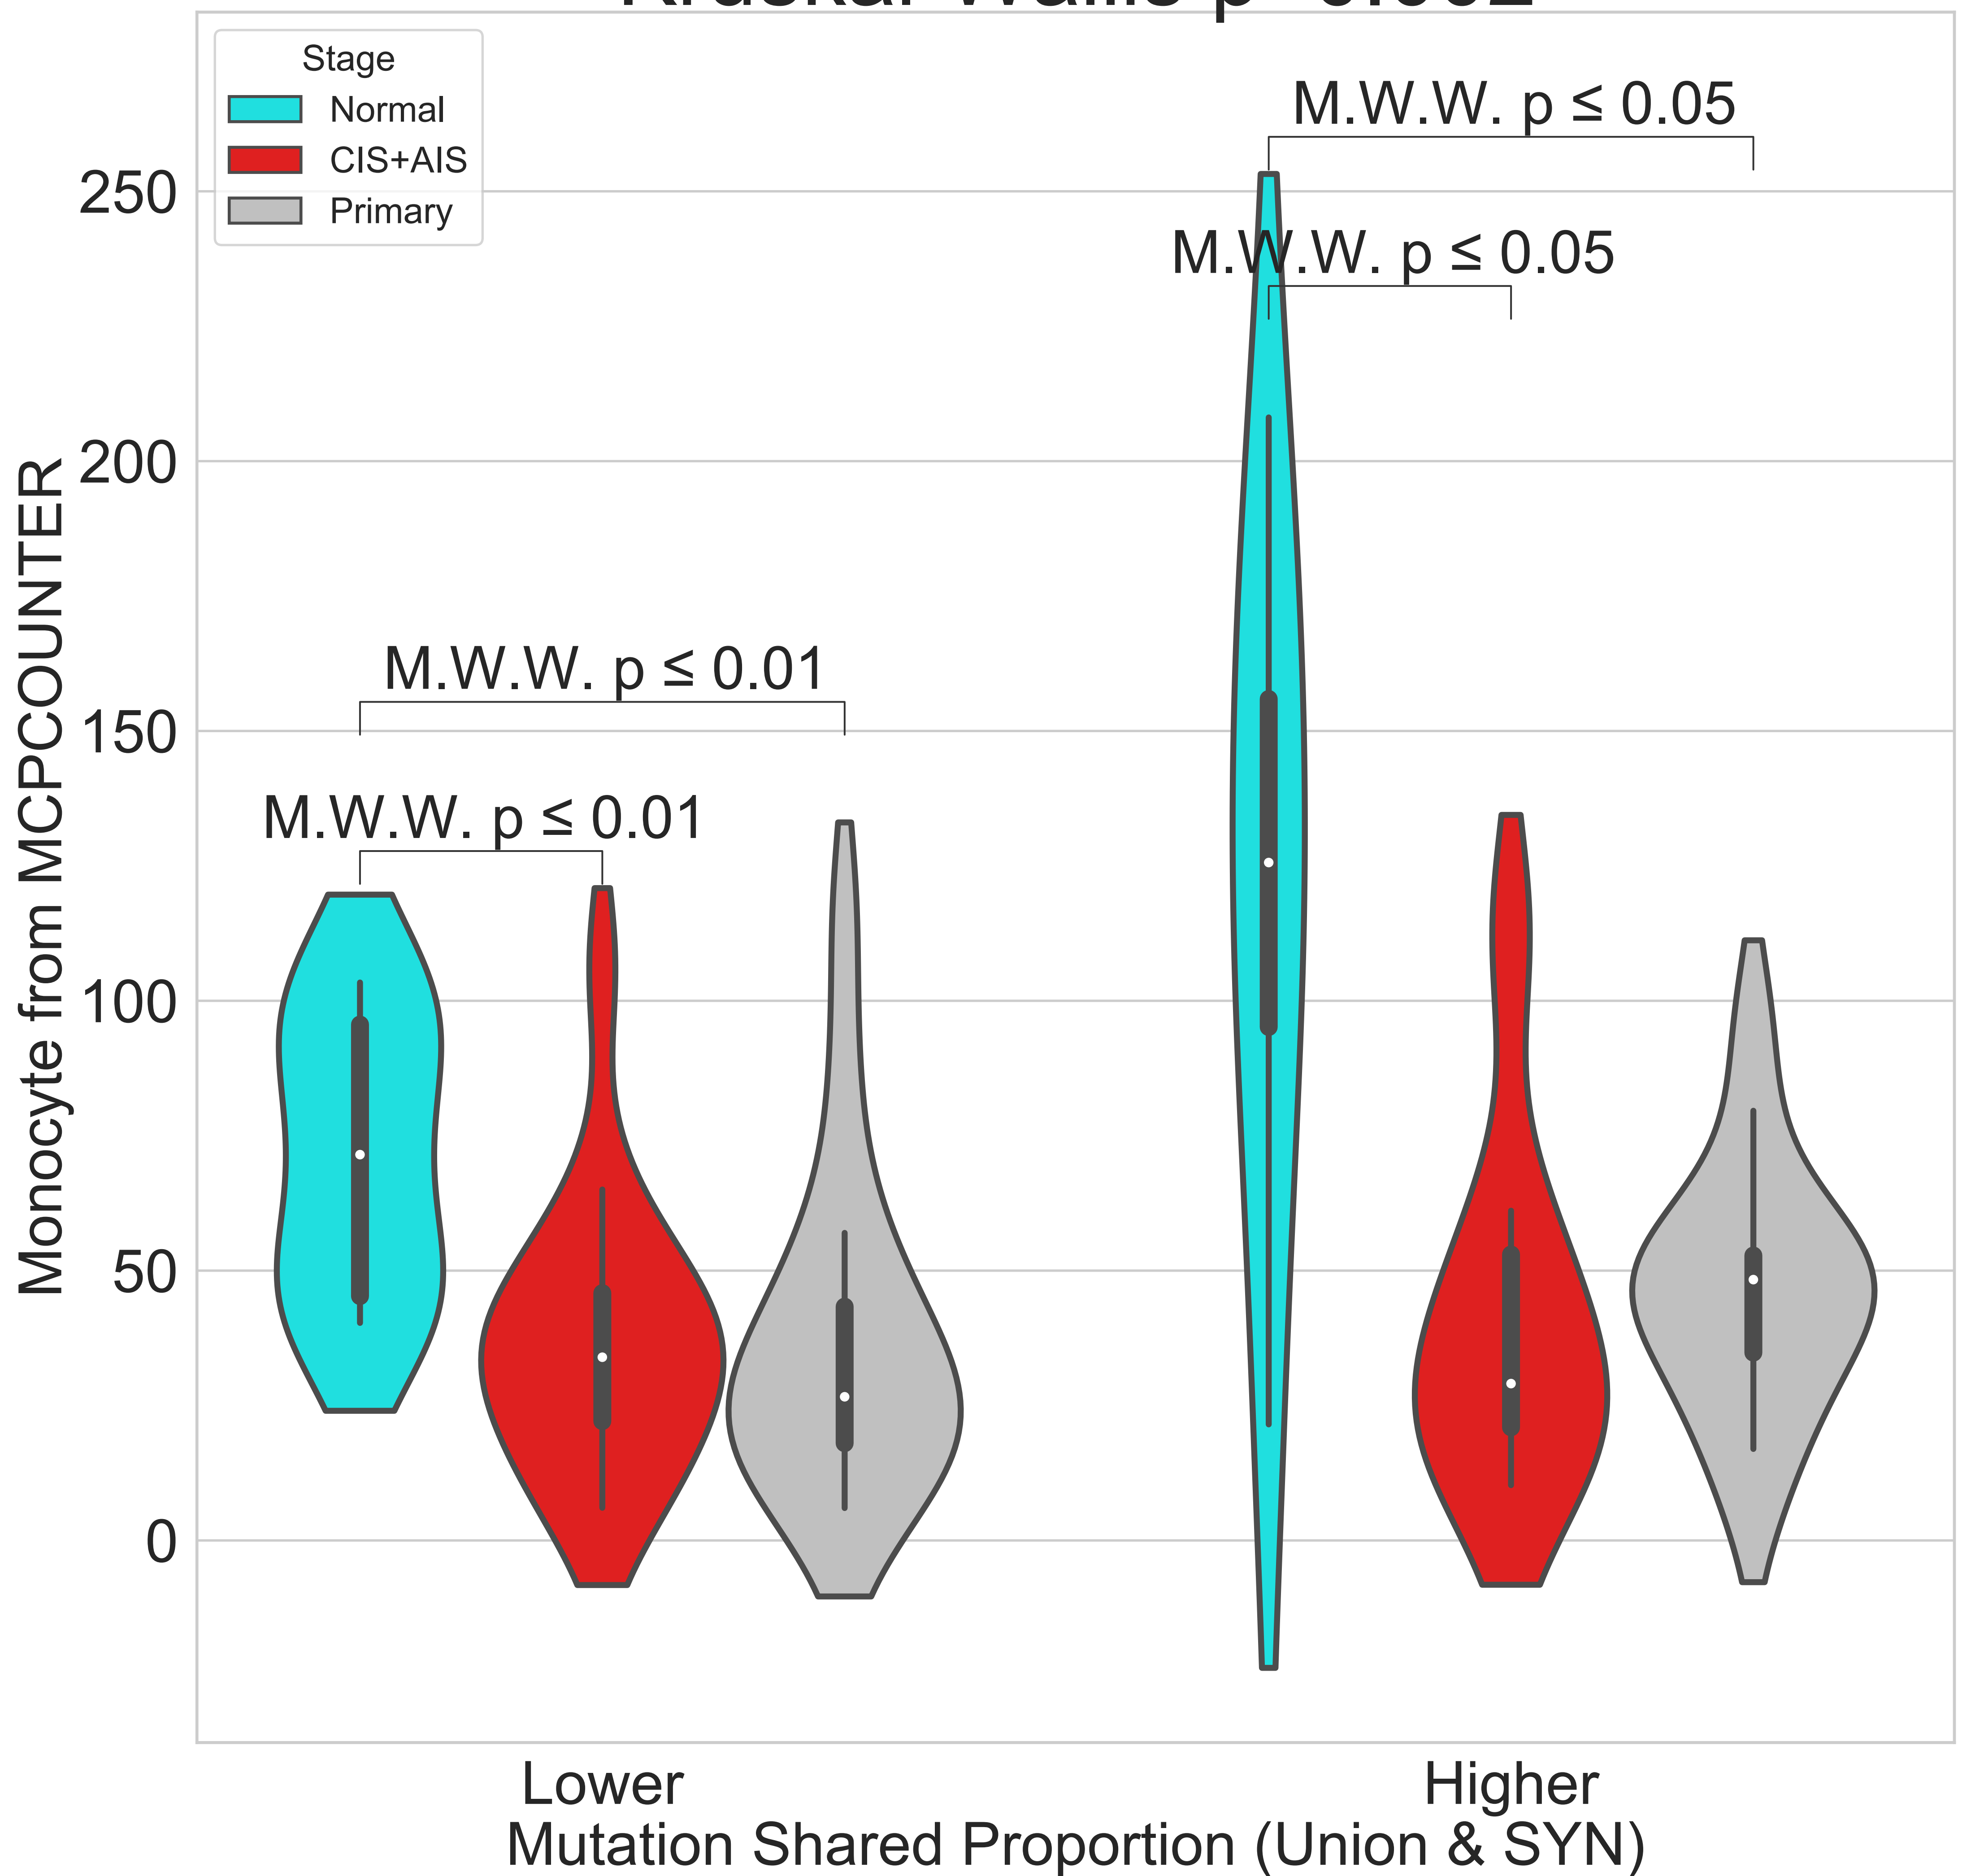 Stage
Normal
CIS+AIS
Primary
M.W.W. p ≤ 0.05
M.W.W. p ≤ 0.05
M.W.W. p ≤ 0.01
M.W.W. p ≤ 0.01
250
200
150
100
50
0
Monocyte from MCPCOUNTER
Lower
Higher
Mutation Shared Proportion (Union & SYN)